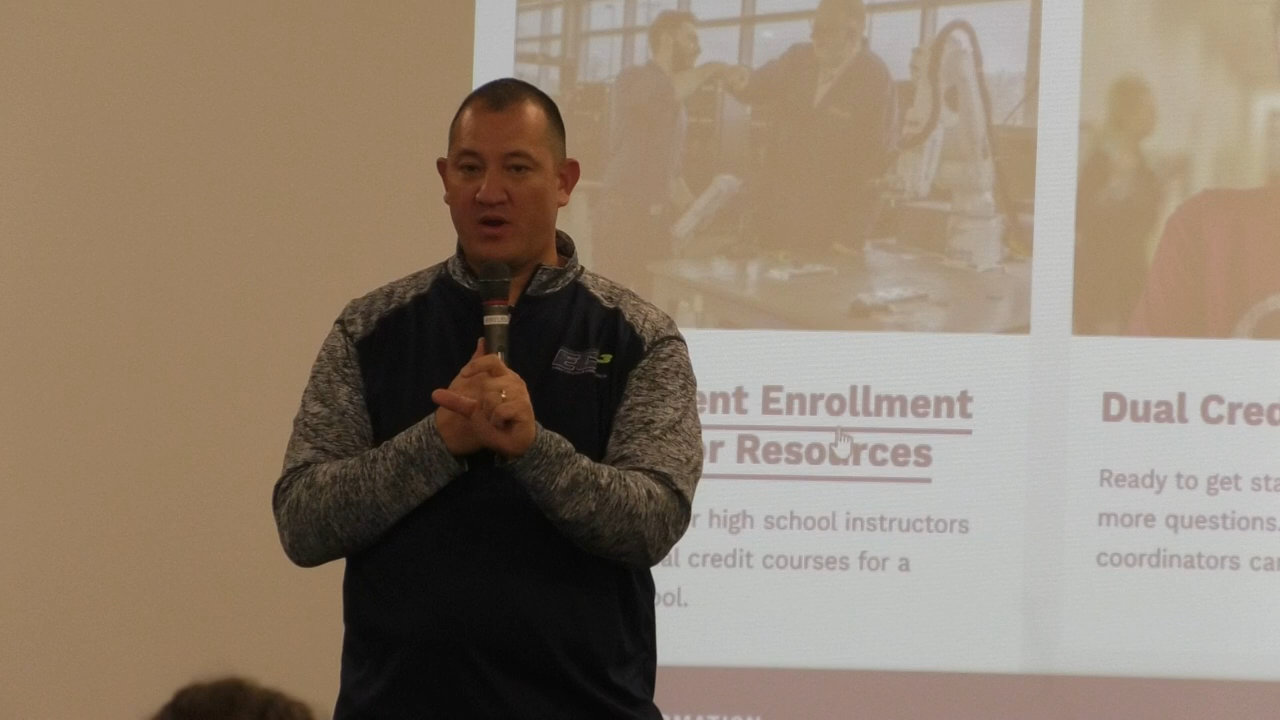 ent Enrollment
or Resources
r high school instructors
al credit courses for a
ool.
Dual Cred
Ready to get sta
more questions.
coordinators ca